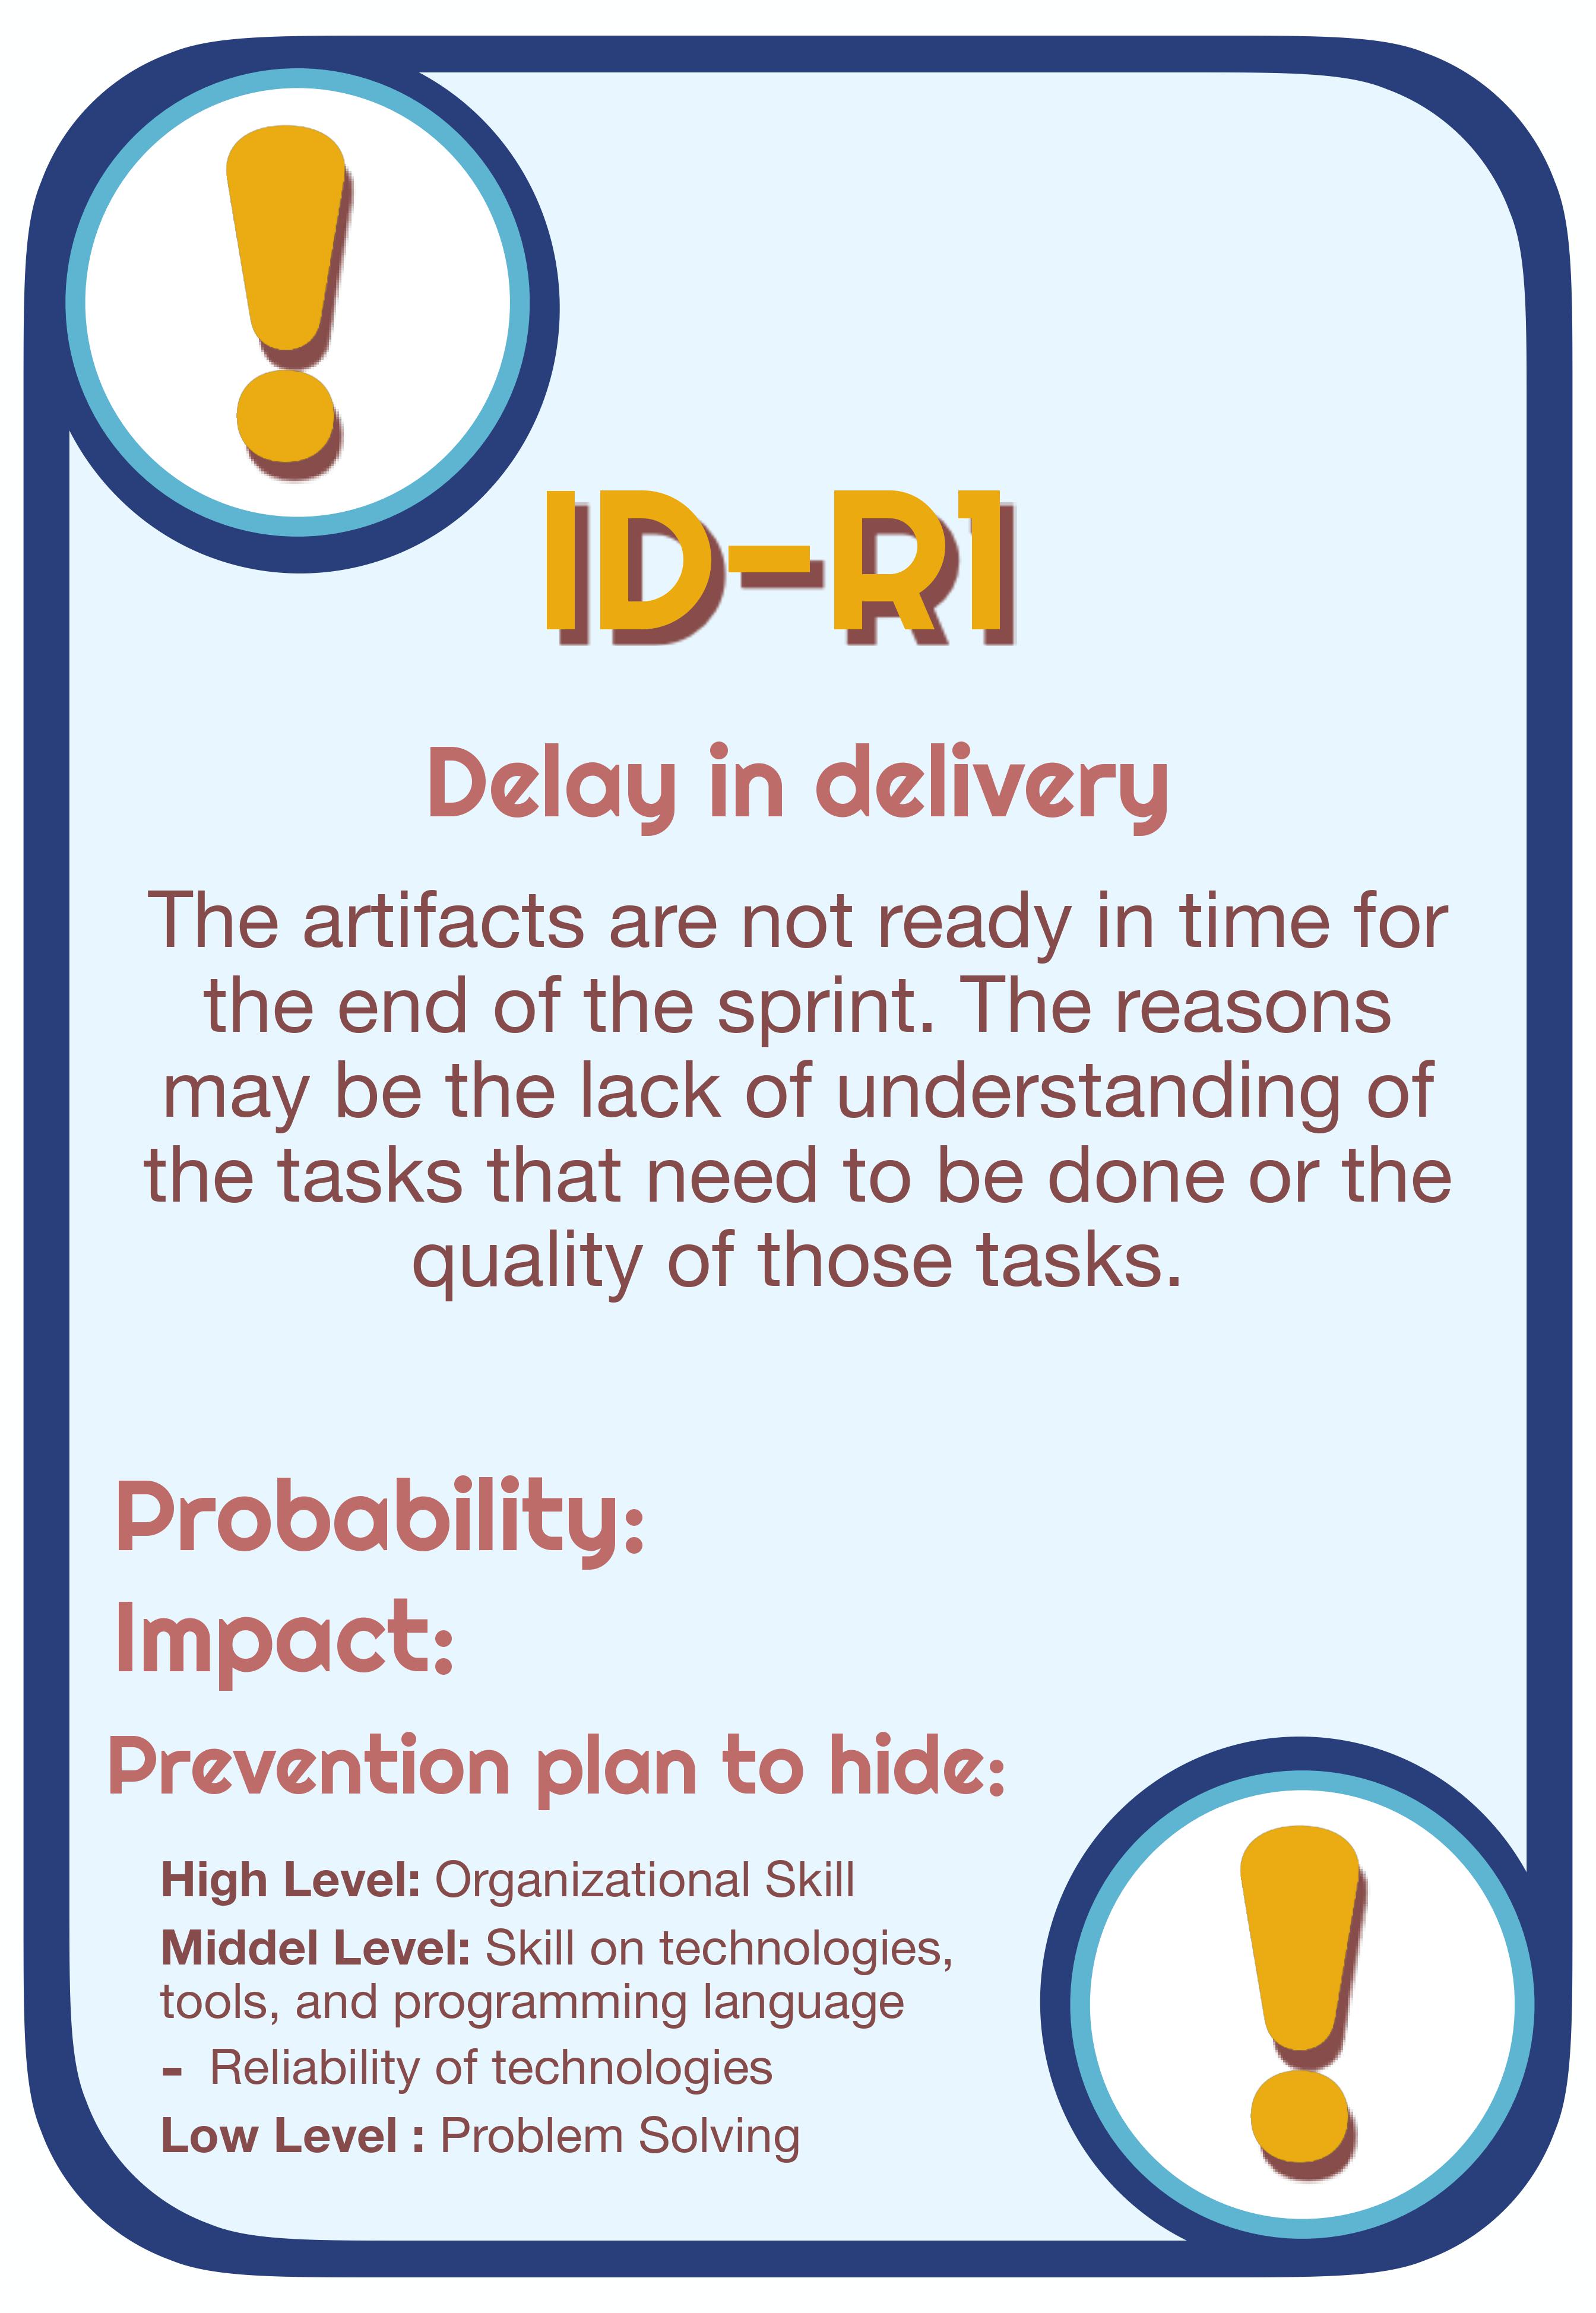 !
ID-R1
Delay in delivery
The artifacts are not ready in time for
the end of the sprint. The reasons
may be the lack of understanding of
the tasks that need to be done or the
quality of those tasks.
Probability:
Impact:
Prevention plan to hide:
High Level: Organizational Skill
Middel Level: Skill on technologies,
tools, and programming language
- Reliability of technologies
Low Level : Problem Solving
!